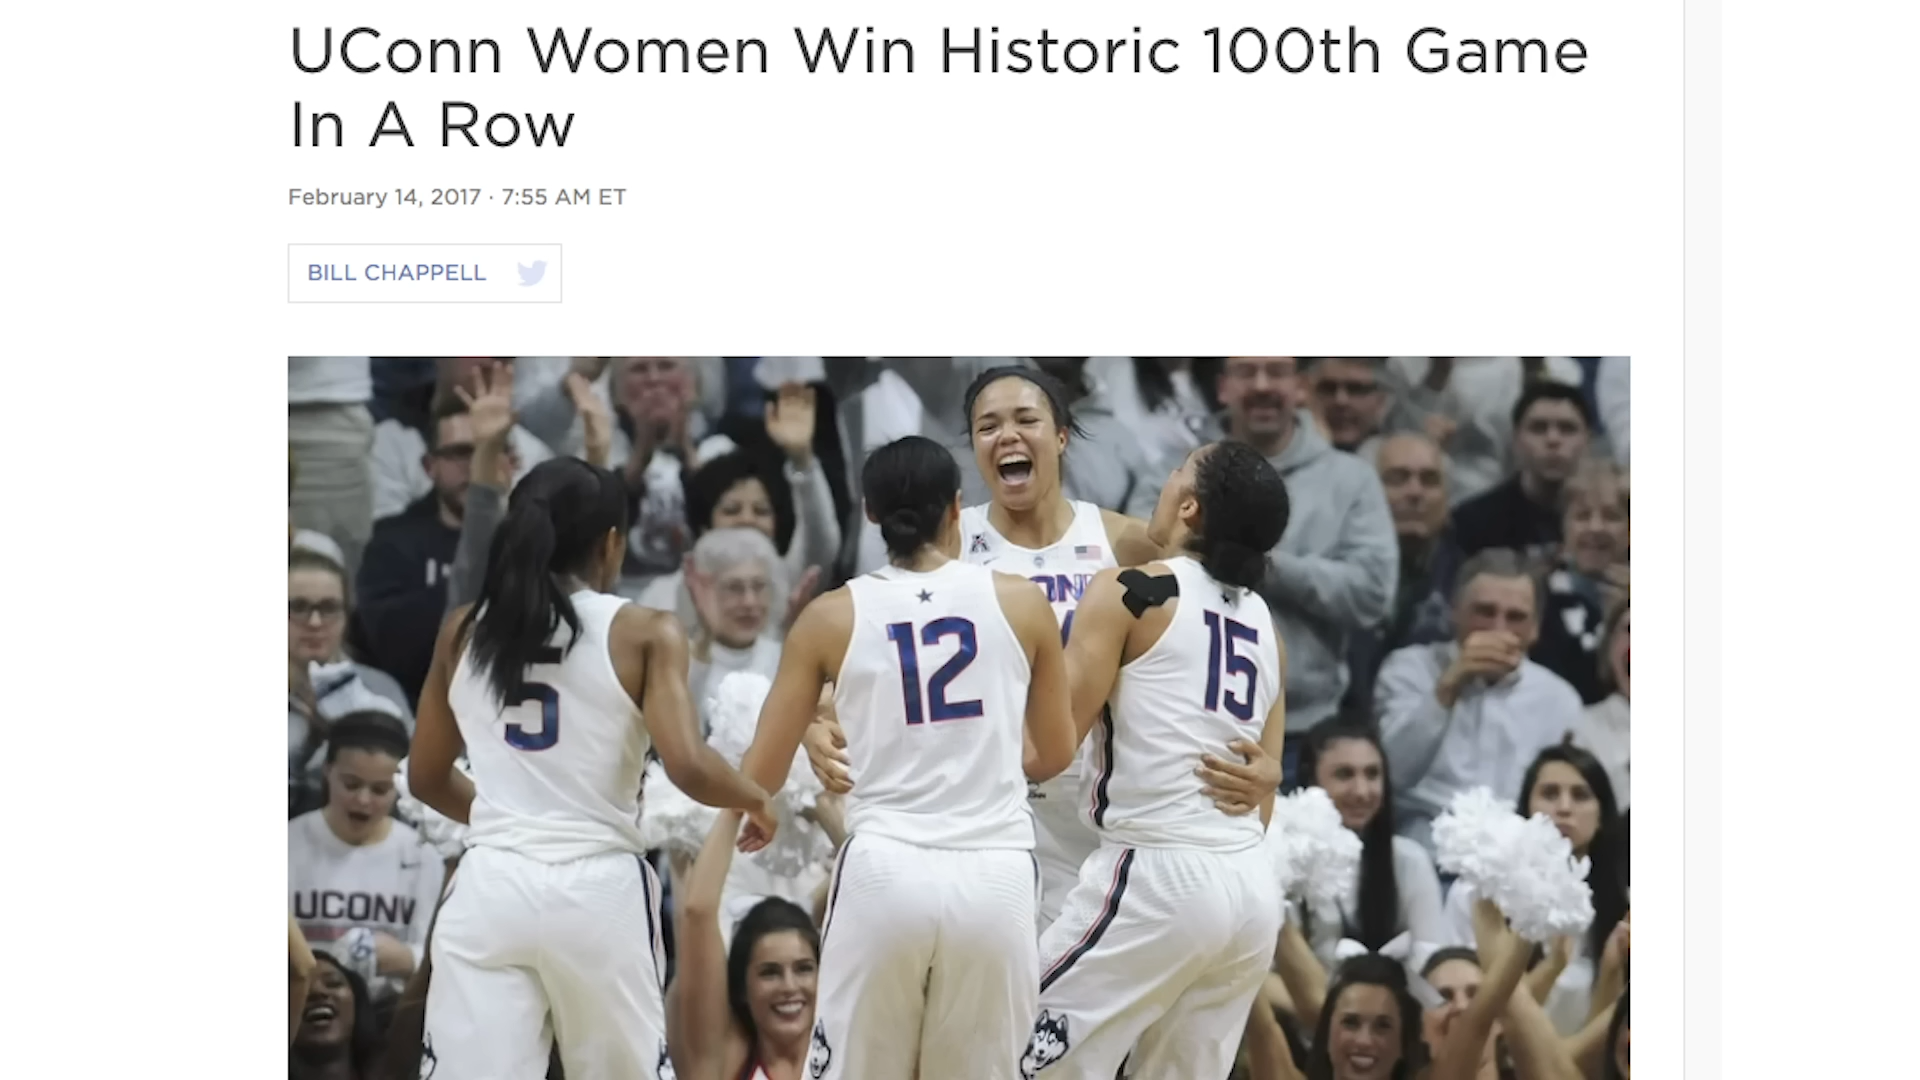 UConn Women Win Historic 100th Game
In A Row
February 14, 2017 · 7:55 AM ET
BILL CHAPPELL
5
12
15
UCONN